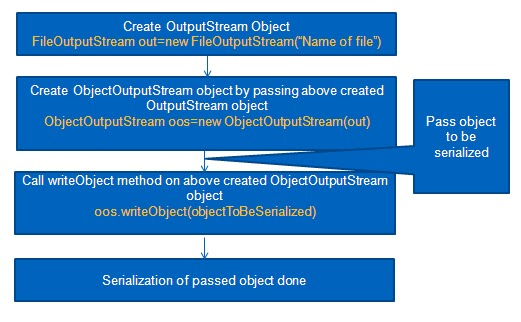 Create OutputStream Object
FileOutputStream out=new FileOutputStream(“Name of file”)
Create ObjectOutputStream object by passing above created
OutputStream object
ObjectOutputStream oos=new ObjectOutputStream(out)
Pass object
to be
serialized
Call writeObject method on above created ObjectOutputStream
object
oos.writeObject(objectToBeSerialized)
Serialization of passed object done